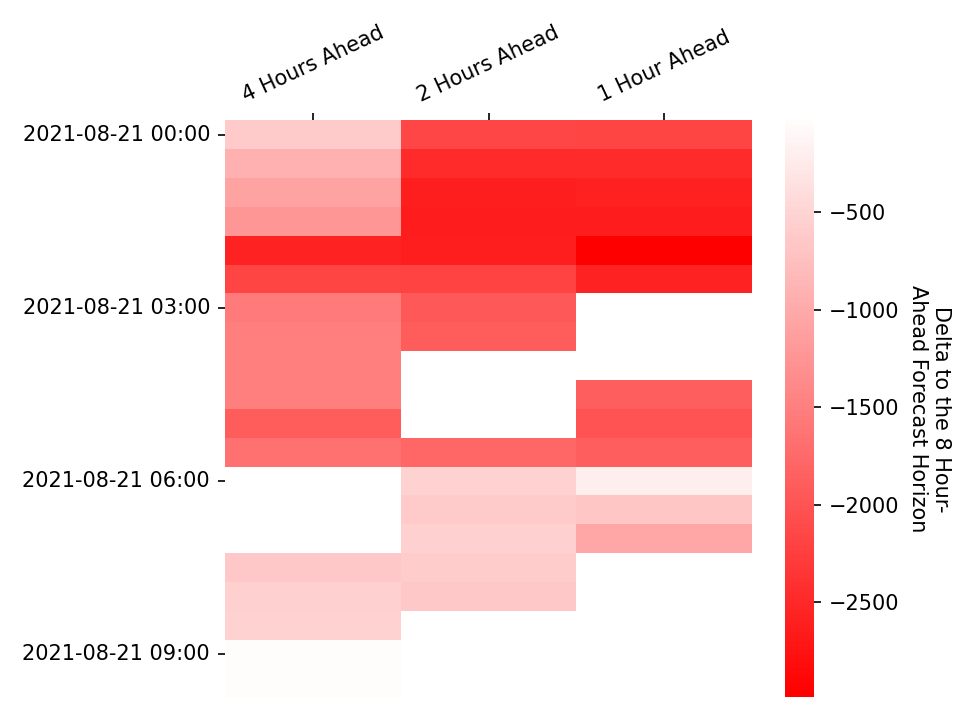 4 Hours Ahead
2 Hours Ahead
1 Hour Ahead
2021-08-21 00:00
2021-08-21 03:00
2021-08-21 06:00
2021-08-21 09:00
−500
−1000
−1500
−2000
−2500
Delta to the 8 Hour-
Ahead Forecast Horizon